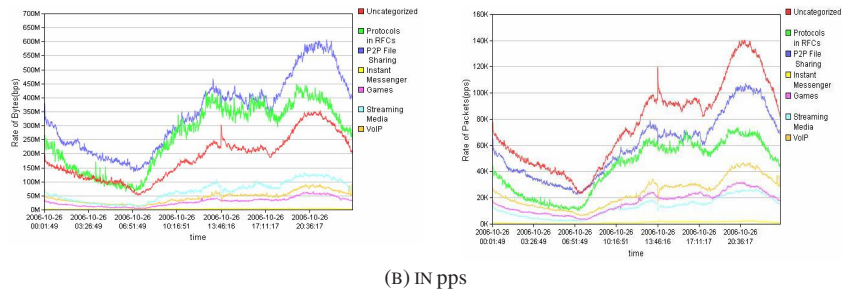 700M
650M
600M
550M
500M
450M
400M
350M
300M
250M
200M
150M
100M
50M
0M
Rate of Bytes(bps)
2006-10-26 2006-10-26 2006-10-26 2006-10-26 2006-10-26 2006-10-26 2006-10-26
00:01:49 03:26:49 06:51:49 10:16:51 13:46:16 17:11:17 20:36:17
time
Uncategorized
Protocols
in RFCs
P2P File
Sharing
Instant
Messenger
Games
Streaming
Media
VoIP
160K
140K
120K
100K
80K
60K
40K
20K
0K
Rate of Packets(pps)
2006-10-26 2006-10-26 2006-10-26 2006-10-26 2006-10-26 2006-10-26 2006-10-26
00:01:49 03:26:49 06:51:49 10:16:51 13:46:16 17:11:17 20:36:17
time
Uncategorized
Protocols
in RFCs
P2P File
Sharing
Instant
Messenger
Games
Streaming
Media
VoIP
(B) IN pps